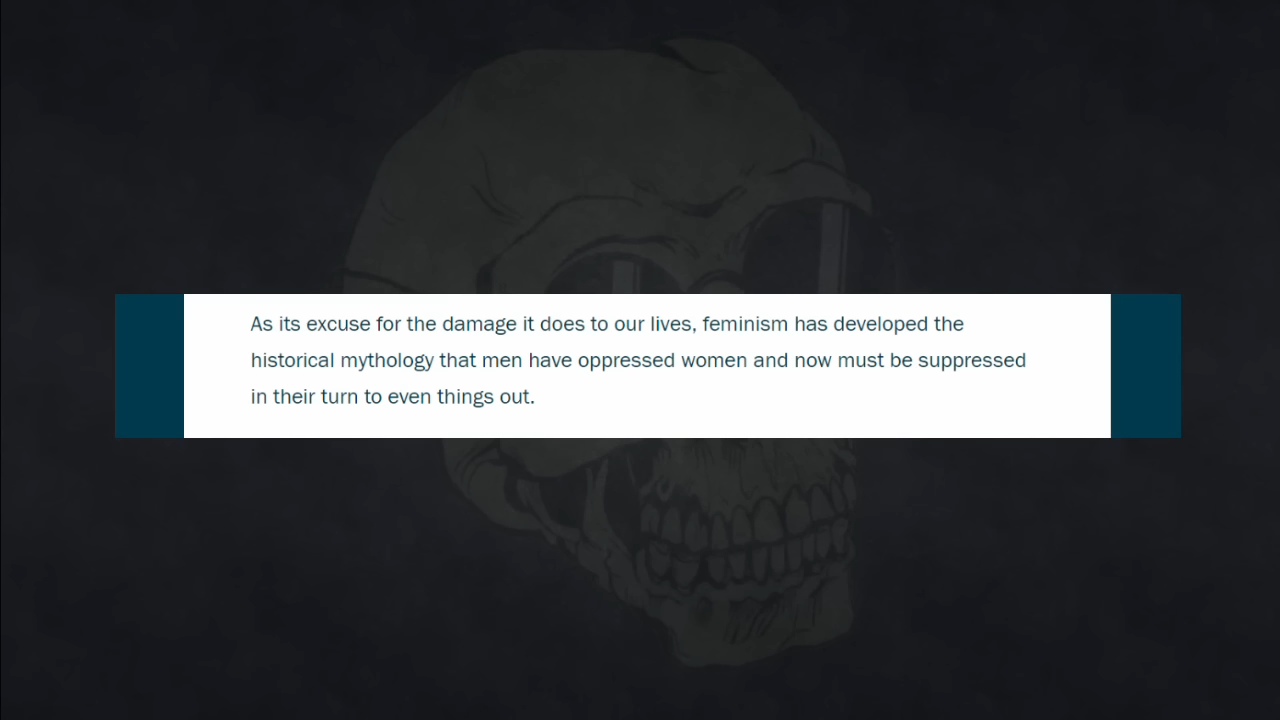 As its excuse for the damage it does to our lives, feminism has developed the
historical mythology that men have oppressed women and now must be suppressed
in their turn to even things out.